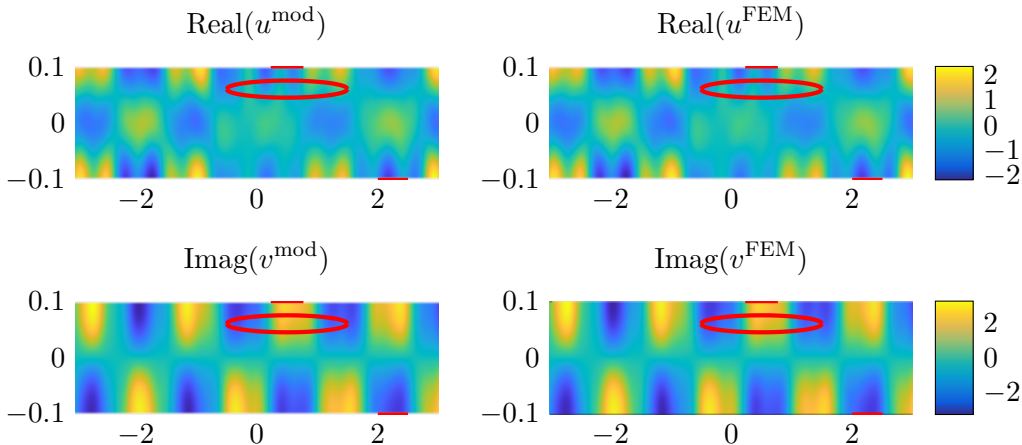 Real(u^mod) Real(u^FEM)
0.1 0.1 2
1
0 0 0
−1
−0.1 −0.1 −2
−2 0 2 −2 0 2
Imag(v^mod) Imag(v^FEM)
0.1 0.1
2
0 0 0
−2
−0.1 −0.1
−2 0 2 −2 0 2